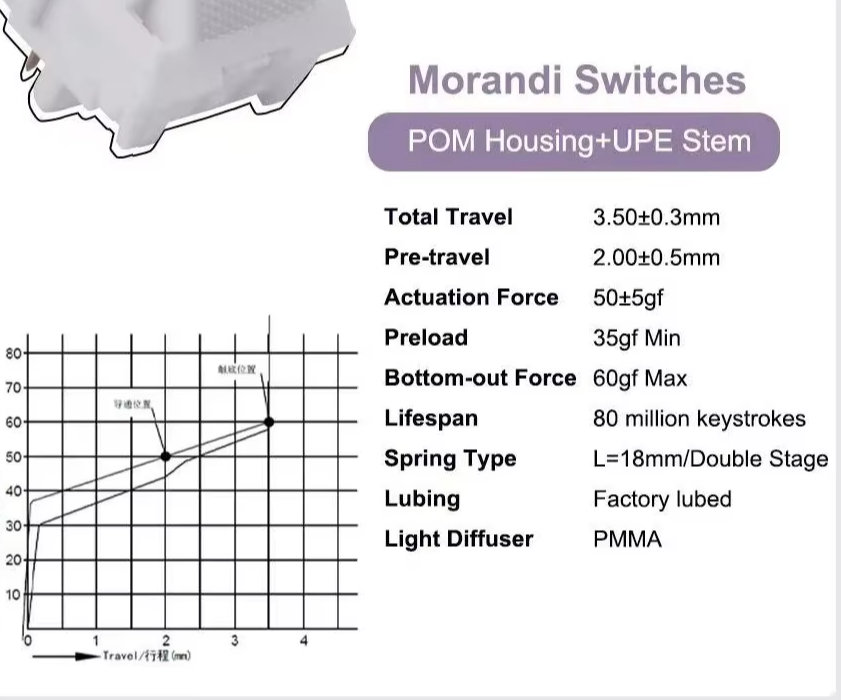 Morandi Switches
POM Housing+UPE Stem
Total Travel 3.50±0.3mm
Pre-travel 2.00±0.5mm
Actuation Force 50±5gf
Preload 35gf Min
Bottom-out Force 60gf Max
Lifespan 80 million keystrokes
Spring Type L=18mm/Double Stage
Lubing Factory lubed
Light Diffuser PMMA
80
70
触底位置
导通位置
60
50
40
30
20
10
0 1 2 3 4
Travel/行程(mm)